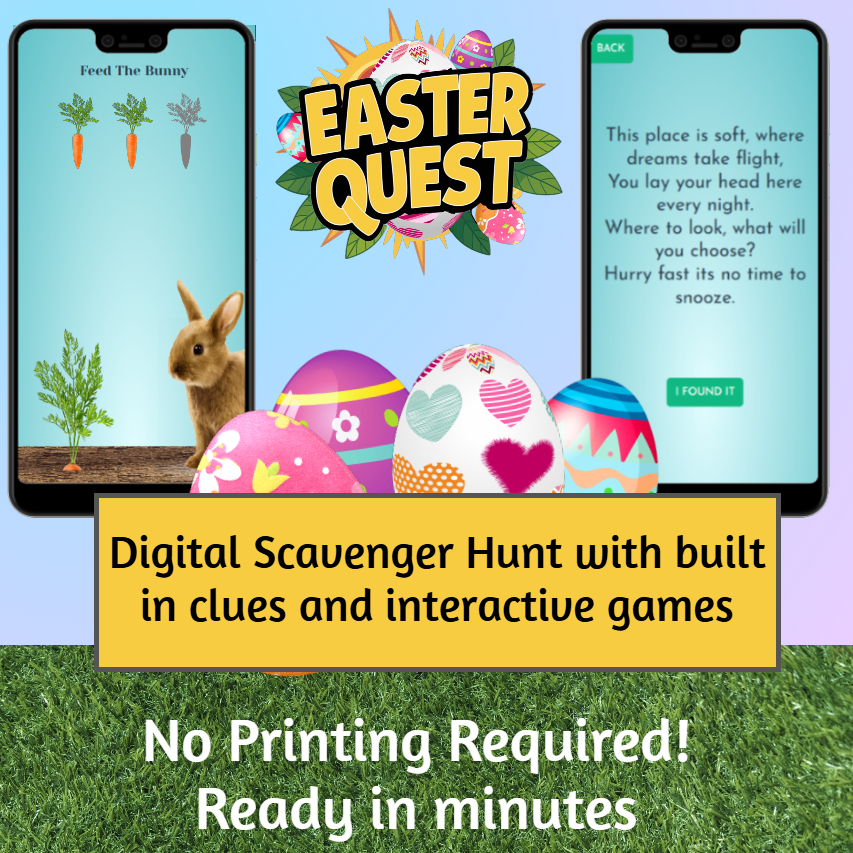 Feed The Bunny
EASTER
QUEST
BACK
This place is soft, where
dreams take flight,
You lay your head here
every night.
Where to look, what will
you choose?
Hurry fast its no time to
snooze.
I FOUND IT
Digital Scavenger Hunt with built
in clues and interactive games
No Printing Required!
Ready in minutes